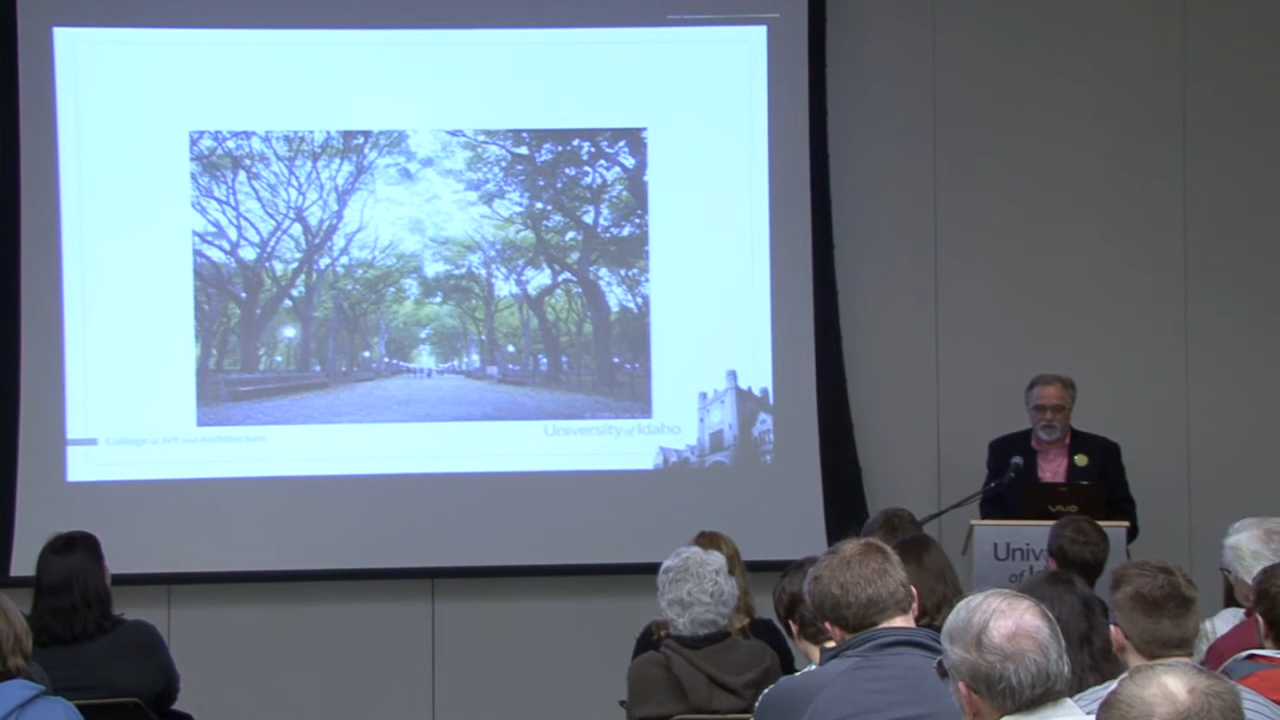 College of Art and Architecture
University of Idaho
VAIO
Univ
of I